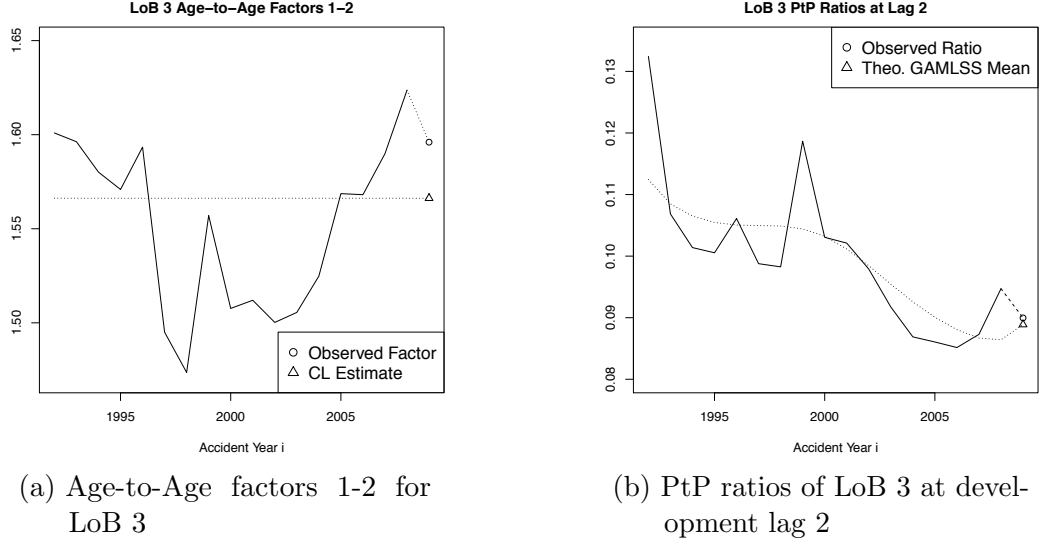 LoB 3 Age−to−Age Factors 1−2
1.65
1.60
1.55
1.50
Observed Factor
CL Estimate
1995 2000 2005
Accident Year i
(a) Age-to-Age factors 1-2 for
LoB 3
LoB 3 PtP Ratios at Lag 2
Observed Ratio
Theo. GAMLSS Mean
0.13
0.12
0.11
0.10
0.09
0.08
1995 2000 2005
Accident Year i
(b) PtP ratios of LoB 3 at devel-
opment lag 2